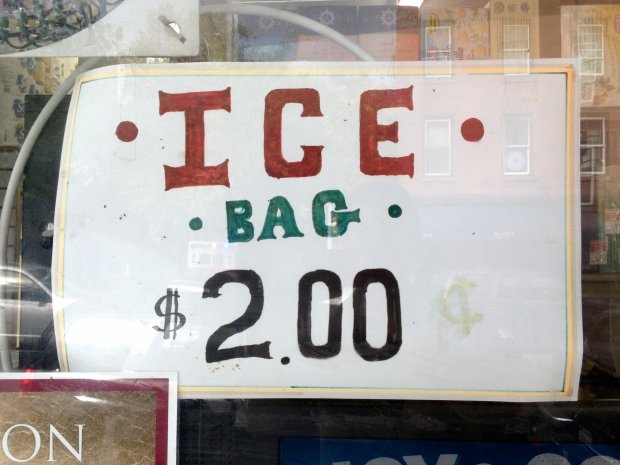 • ICE •
• BAG •
$2.00 ¢
ON